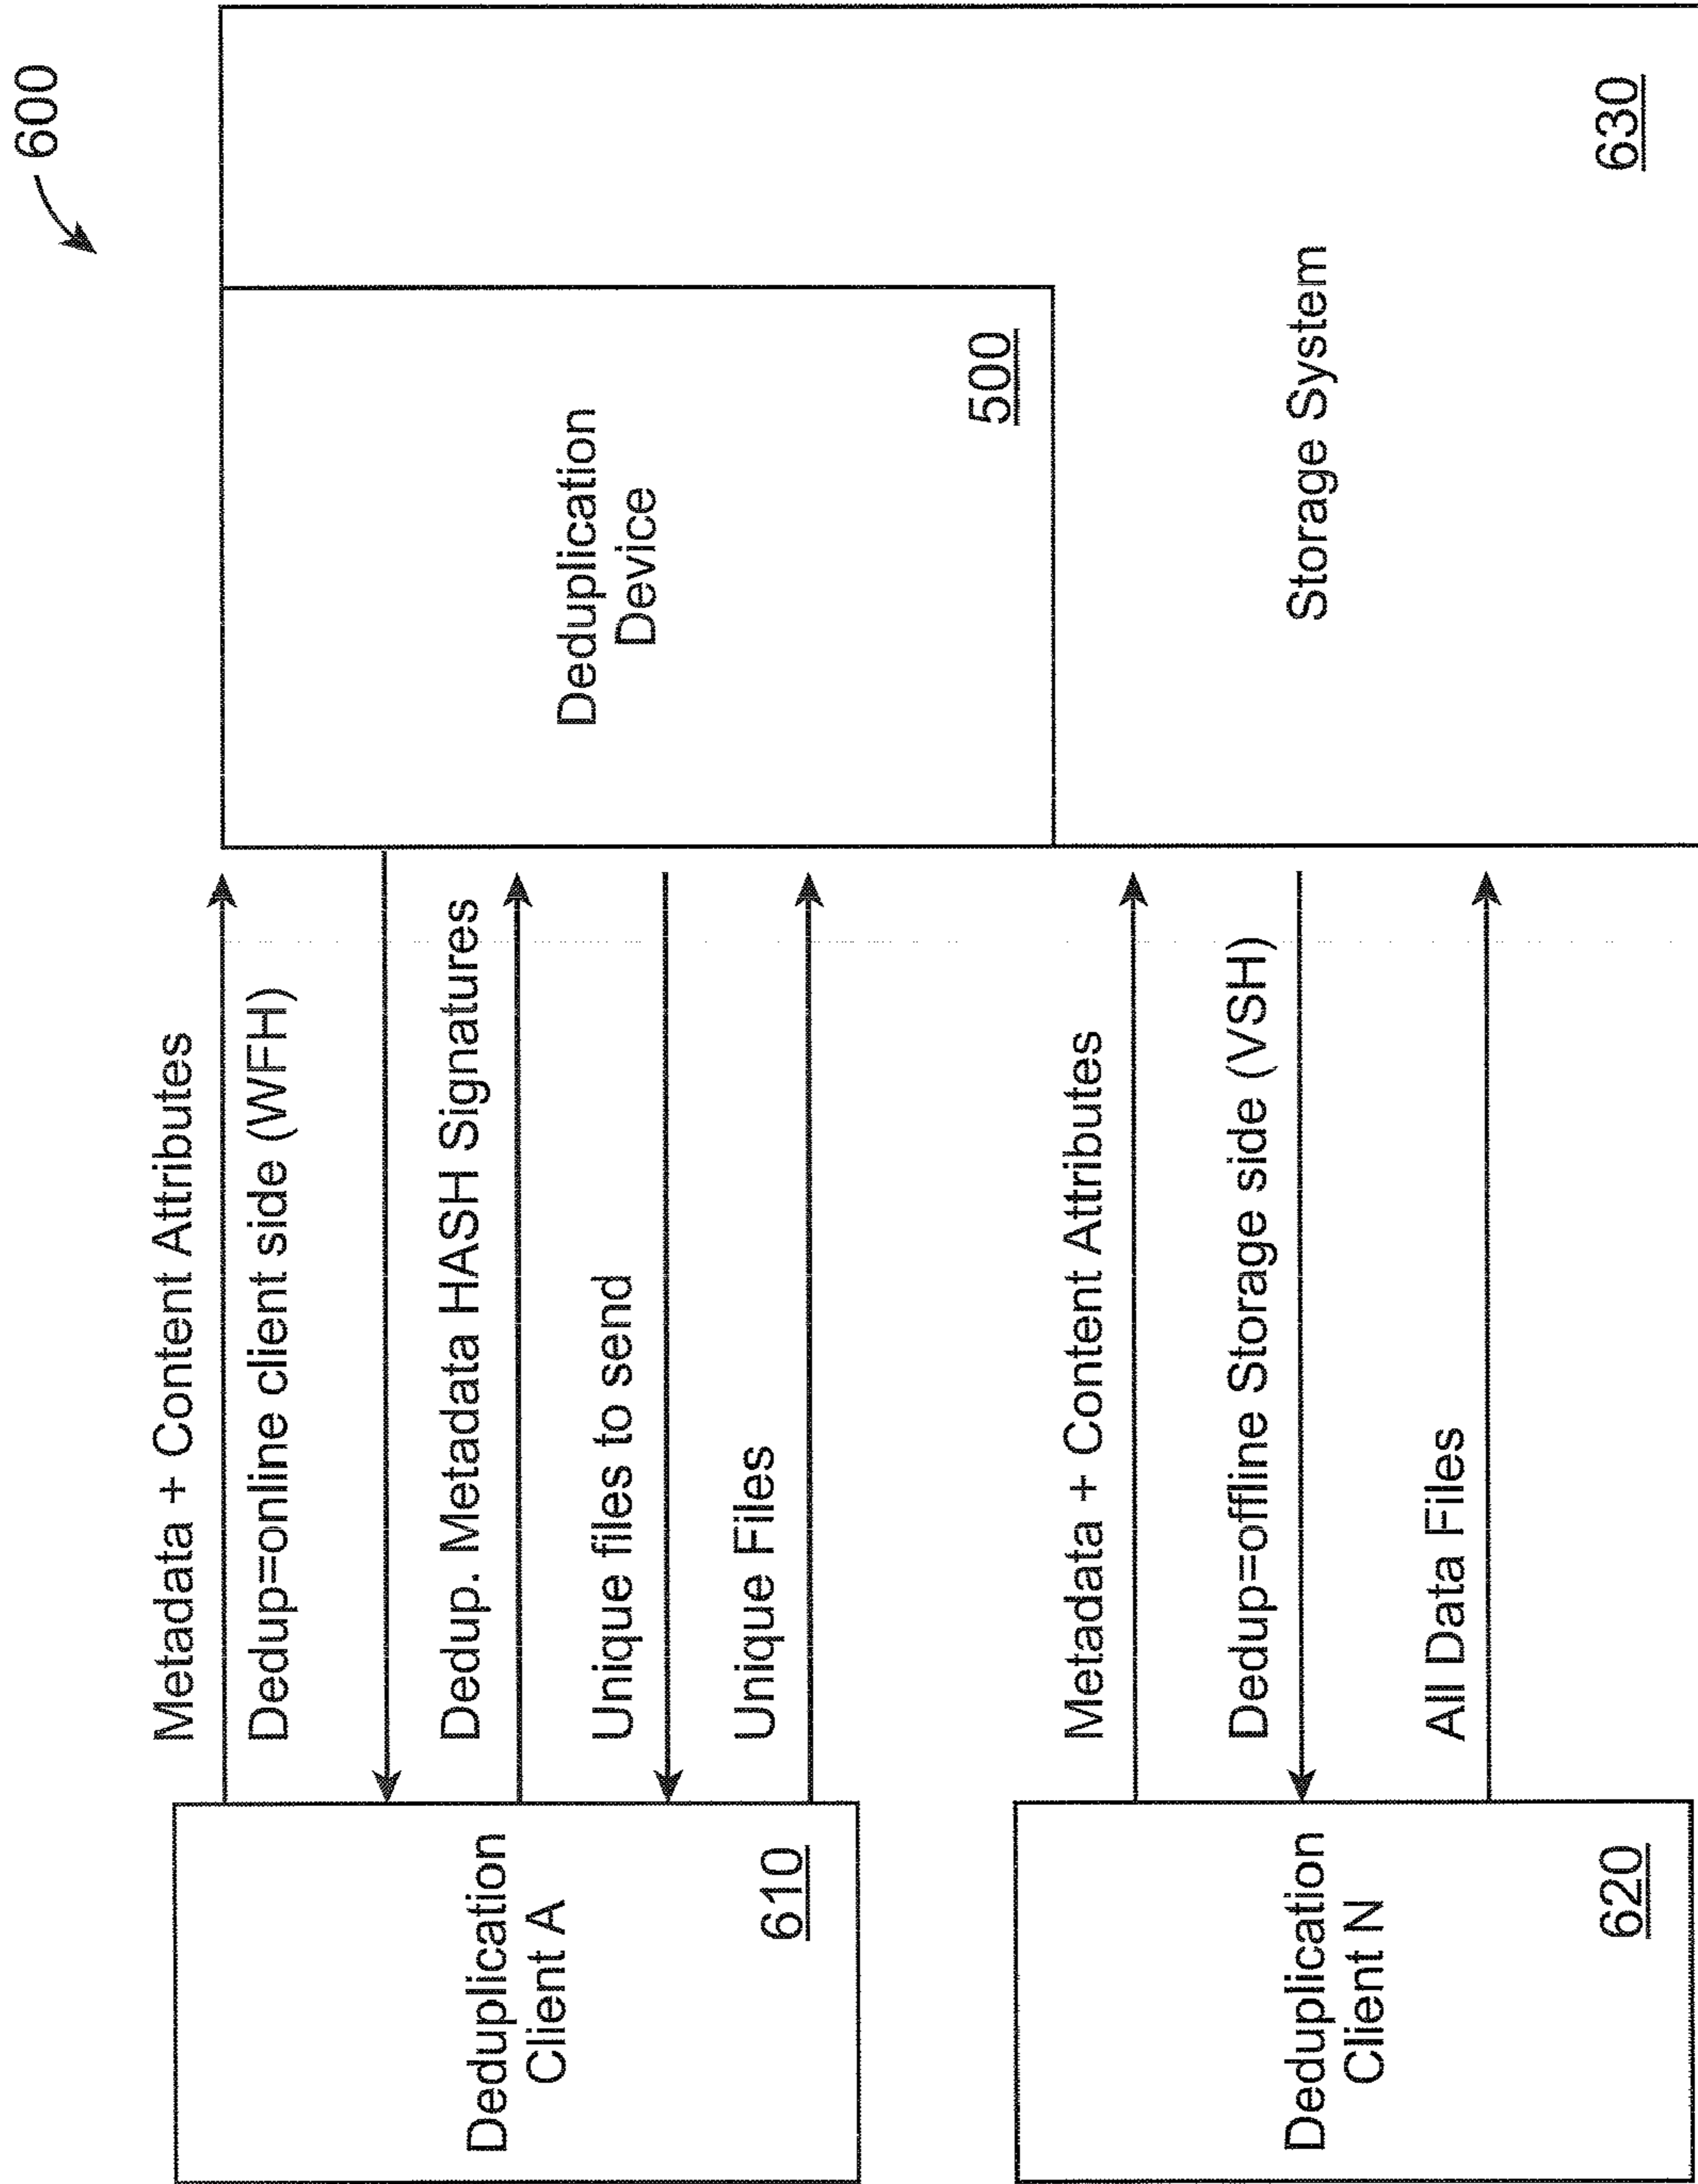 600
Deduplication
Client A
610
Metadata + Content Attributes
Dedup=online client side (WFH)
Dedup. Metadata HASH Signatures
Unique files to send
Unique Files
Deduplication
Device
500
Deduplication
Client N
620
Metadata + Content Attributes
Dedup=offline Storage side (VSH)
All Data Files
Storage System
630